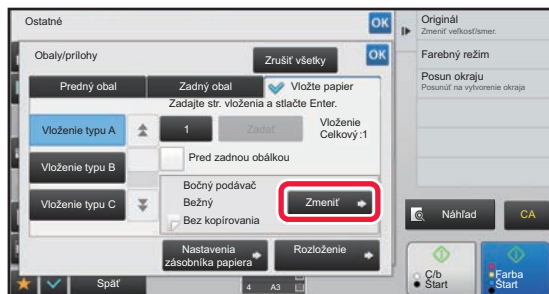 Ostatné
OK
Obaly/prílohy
Zrušiť všetky
OK
Predný obal
Zadný obal
Vložte papier
Zadajte str. vloženia a stlačte Enter.
Vloženie typu A
1
Zadať
Vloženie
Celkový:1
Pred zadnou obálkou
Vloženie typu B
Vloženie typu C
Bočný podávač
Bežný
Bez kopírovania
Zmeniť
Nastavenia
zásobníka papiera
Rozloženie
Späť
4 A3
Originál
Zmeniť veľkosť/smer.
Farebný režim
Posun okraju
Posunúť na vytvorenie okraja
Náhľad
CA
Č/b
Štart
Farba
Štart